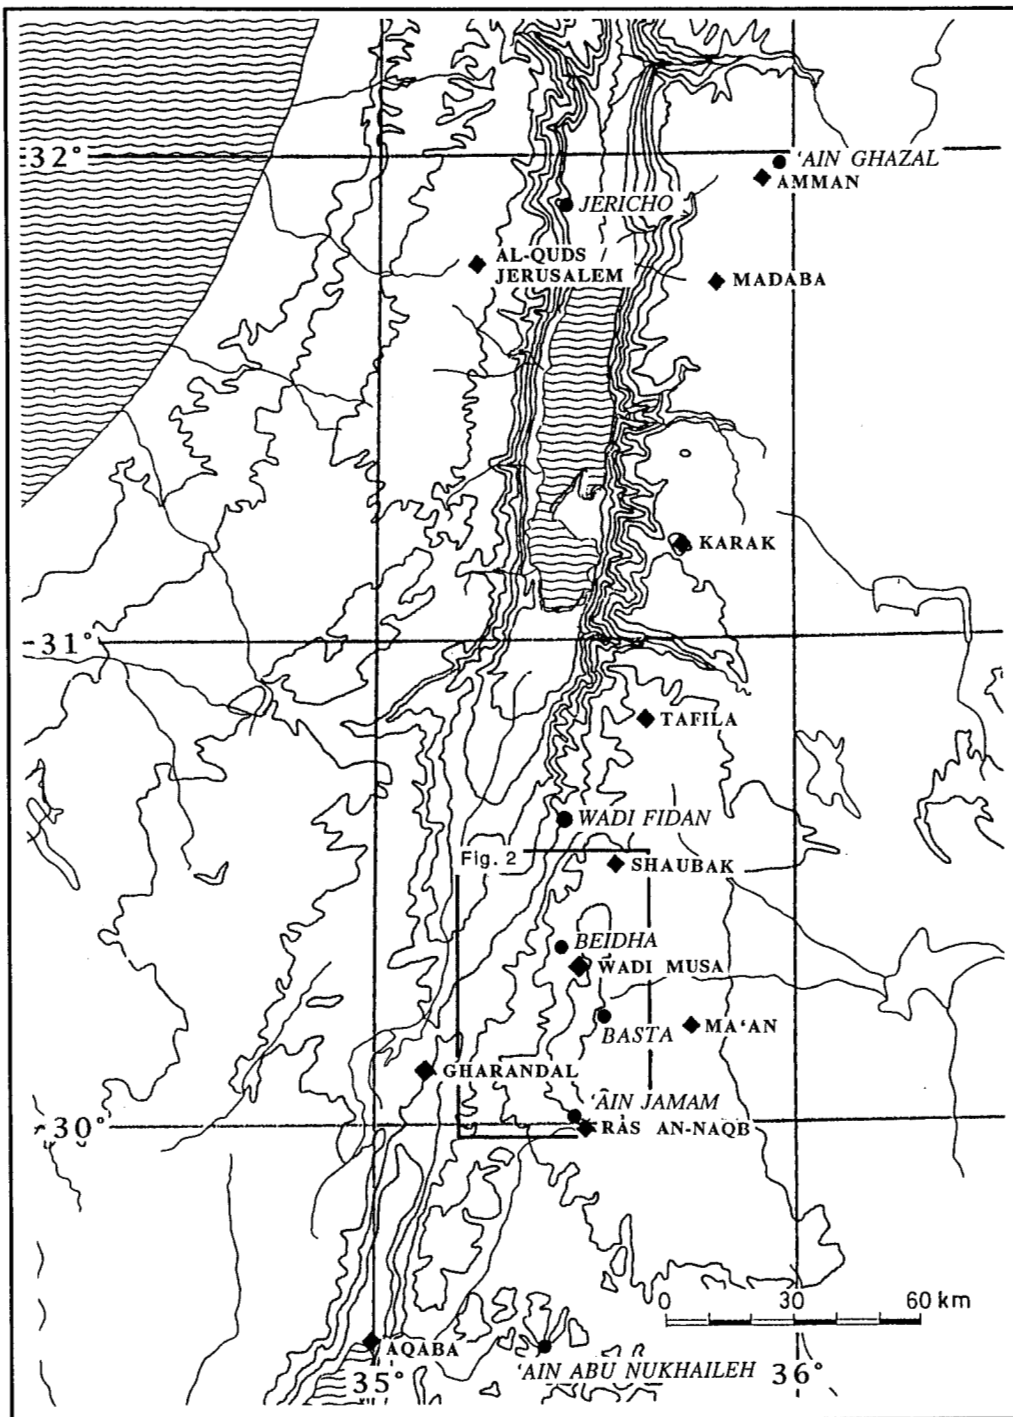 32°
'AIN GHAZAL
AMMAN
JERICHO
AL-QUDS /
JERUSALEM
MADABA
KARAK
31°
TAFILA
WADI FIDAN
Fig. 2
SHAUBAK
BEIDHA
WADI MUSA
BASTA
MA'AN
GHARANDAL
'AIN JAMAM
30°
RAS AN-NAQB
0 30 60 km
AQABA
'AIN ABU NUKHAILEH
35°
36°